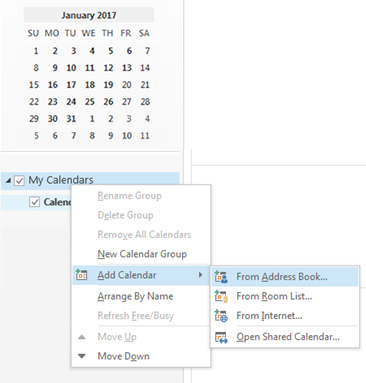 January 2017
SU MO TU WE TH FR SA
1 2 3 4 5 6 7
8 9 10 11 12 13 14
15 16 17 18 19 20 21
22 23 24 25 26 27 28
29 30 31 1 2 3 4
5 6 7 8 9 10 11
My Calendars
Calen
Rename Group
Delete Group
Remove All Calendars
New Calendar Group
Add Calendar
Arrange By Name
Refresh Free/Busy
Move Up
Move Down
From Address Book...
From Room List...
From Internet...
Open Shared Calendar...